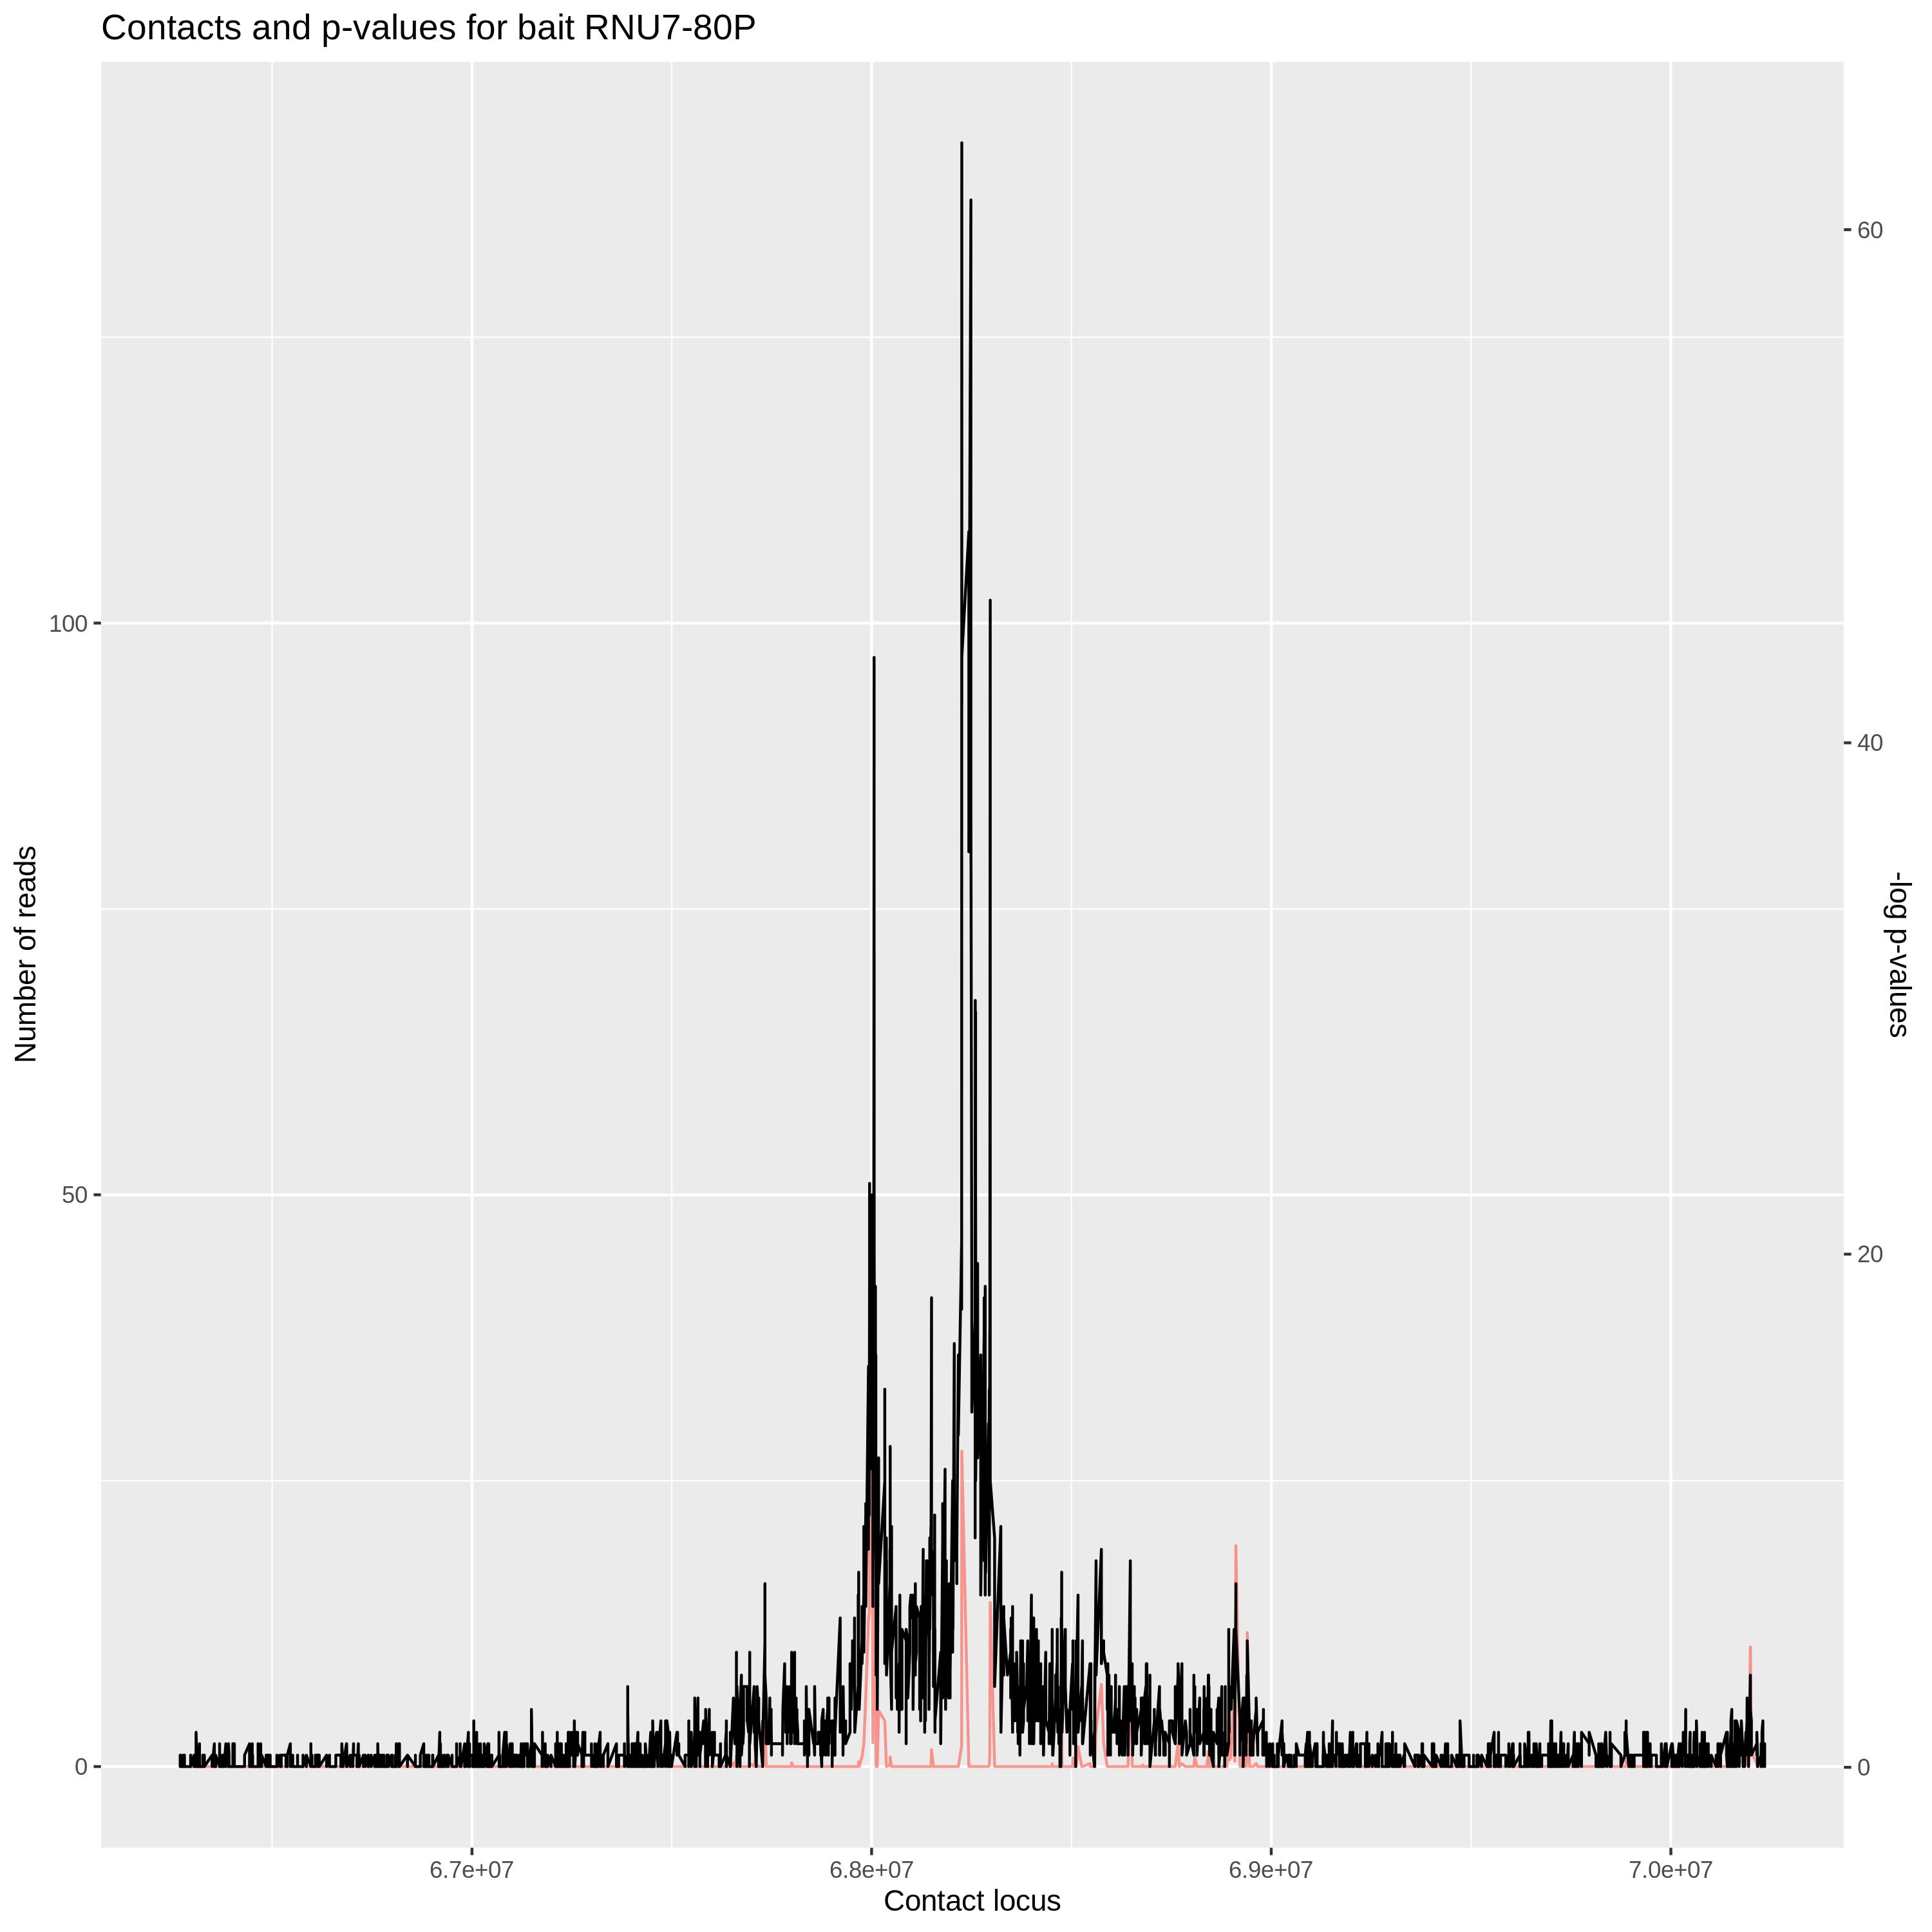 Contacts and p-values for bait RNU7-80P
Number of reads
100
50
0
60
40
20
0
-log p-values
6.7e+07
6.8e+07
6.9e+07
7.0e+07
Contact locus